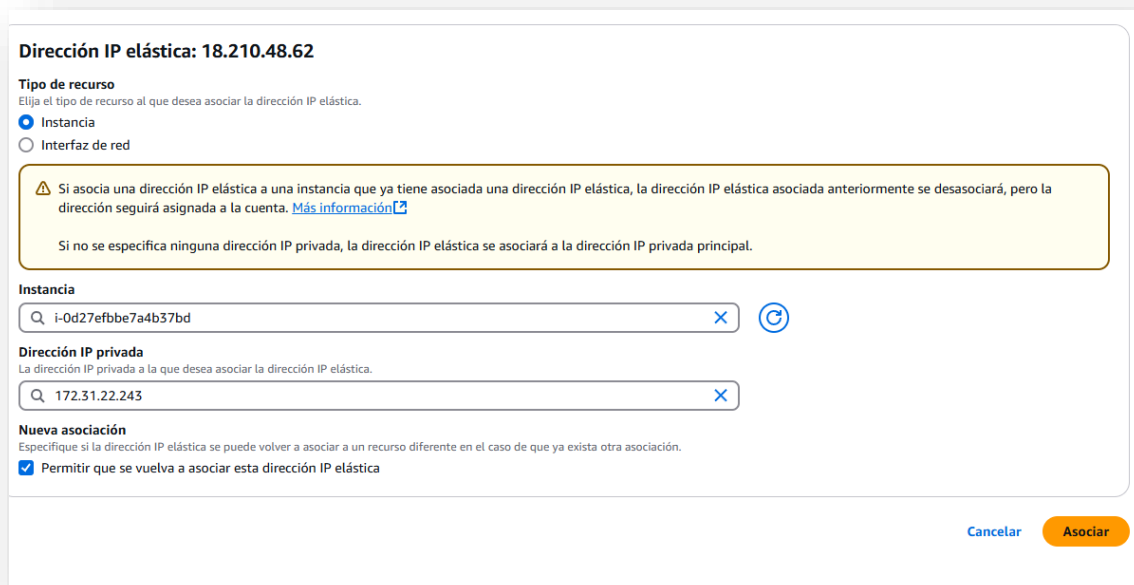 Dirección IP elástica: 18.210.48.62
Tipo de recurso
Elija el tipo de recurso al que desea asociar la dirección IP elástica.
Instancia
Interfaz de red
Si asocia una dirección IP elástica a una instancia que ya tiene asociada una dirección IP elástica, la dirección IP elástica asociada anteriormente se desasociará, pero la
dirección seguirá asignada a la cuenta. Más información
Si no se especifica ninguna dirección IP privada, la dirección IP elástica se asociará a la dirección IP privada principal.
Instancia
i-0d27efbbe7a4b37bd
Dirección IP privada
La dirección IP privada a la que desea asociar la dirección IP elástica.
172.31.22.243
Nueva asociación
Especifique si la dirección IP elástica se puede volver a asociar a un recurso diferente en el caso de que ya exista otra asociación.
Permitir que se vuelva a asociar esta dirección IP elástica
Cancelar
Asociar